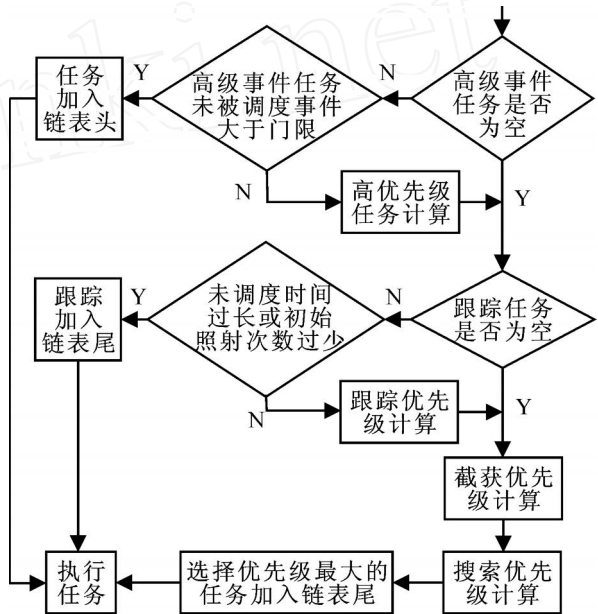 任务
加入
链表头
Y
高级事件任务
未被调度事件
大于门限
N
高级事件
任务是否
为空
N
高优先级
任务计算
Y
跟踪
加入
链表尾
Y
未调度时间
过长或初始
照射次数过少
N
跟踪任务
是否为空
N
跟踪优先
级计算
Y
截获优先
级计算
执行
任务
选择优先级最大的
任务加入链表尾
搜索优先
级计算
nki.net